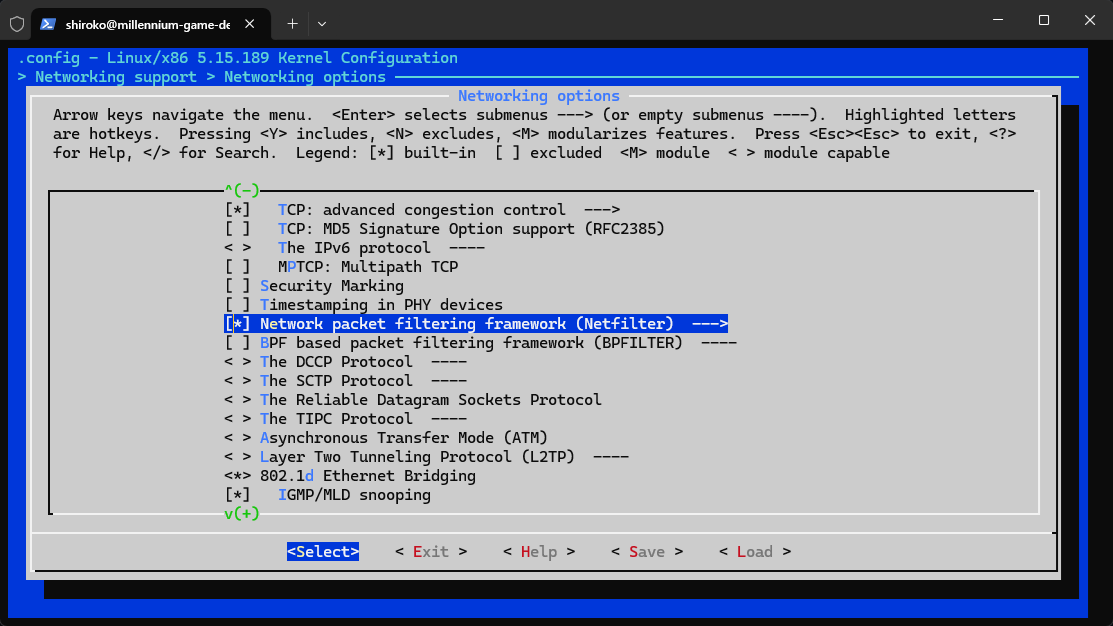 shiroko@millennium-game-de
.config - Linux/x86 5.15.189 Kernel Configuration
> Networking support > Networking options
Networking options
Arrow keys navigate the menu.  <Enter> selects submenus ---> (or empty submenus ----).  Highlighted letters
are hotkeys.  Pressing <Y> includes, <N> excludes, <M> modularizes features.  Press <Esc><Esc> to exit, <?>
for Help, </> for Search.  Legend: [*] built-in  [ ] excluded  <M> module  < > module capable
^(-)
[*]   TCP: advanced congestion control  --->
[ ]   TCP: MD5 Signature Option support (RFC2385)
< >   The IPv6 protocol  ----
[ ]   MPTCP: Multipath TCP
[ ] Security Marking
[ ] Timestamping in PHY devices
[*] Network packet filtering framework (Netfilter)  --->
[ ] BPF based packet filtering framework (BPFILTER)  ----
< > The DCCP Protocol  ----
< > The SCTP Protocol  ----
< > The Reliable Datagram Sockets Protocol
< > The TIPC Protocol  ----
< > Asynchronous Transfer Mode (ATM)
< > Layer Two Tunneling Protocol (L2TP)  ----
<*> 802.1d Ethernet Bridging
[*]   IGMP/MLD snooping
v(+)
<Select>    < Exit >    < Help >    < Save >    < Load >